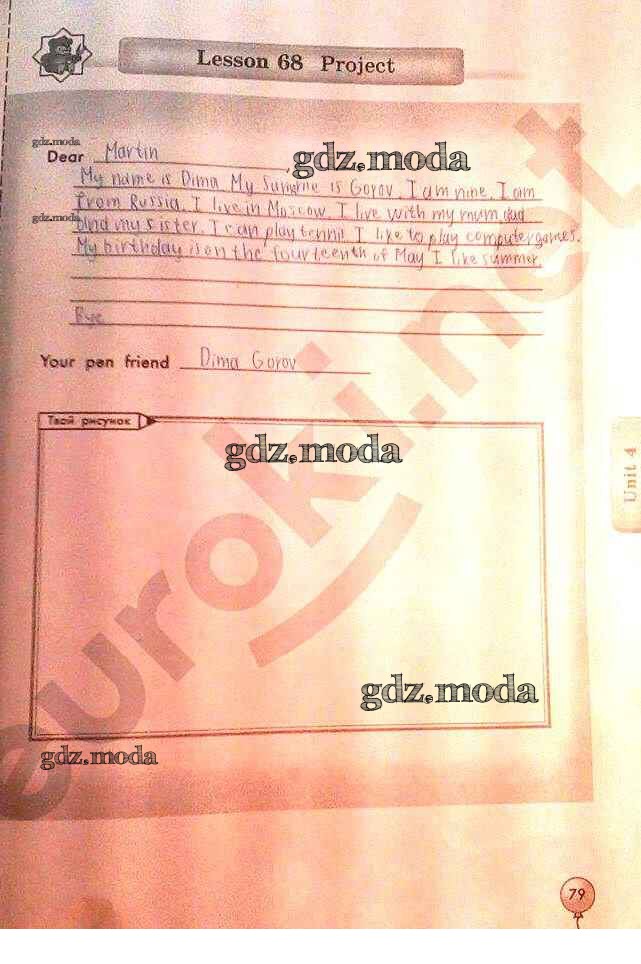 Lesson 68 Project
gdz.moda
Dear Martin,
gdz.moda
My name is Dima. My surname is Gorov. I am nine. I am
from Russia. I live in Moscow. I live with my mum, dad
gdz.moda
and my sister. I can play tennis. I like to play computer games.
My birthday is on the fourteenth of May. I like summer.
Bye
Your pen friend Dima Gorov
Твой рисунок
gdz.moda
Unit 4
euroki.net
gdz.moda
gdz.moda
79